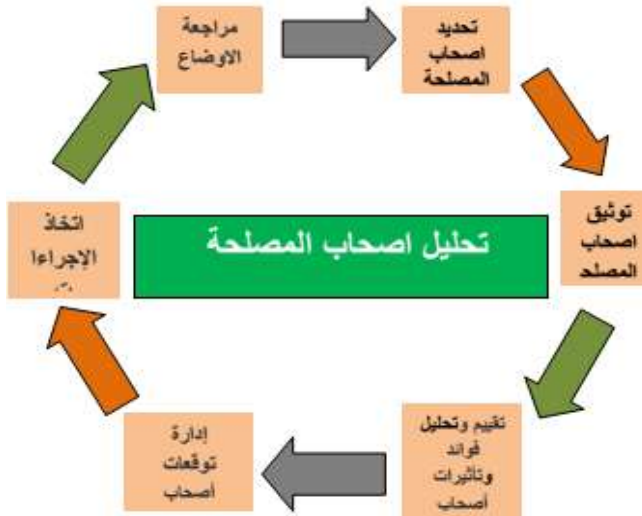 مراجعة
الاوضاع
تحديد
اصحاب
المصلحة
توثيق
اصحاب
المصلح
تحليل اصحاب المصلحة
اتخاذ
الإجراءا
تقييم وتحليل
فوائد
وتأثيرات
أصحاب
إدارة
توقعات
أصحاب